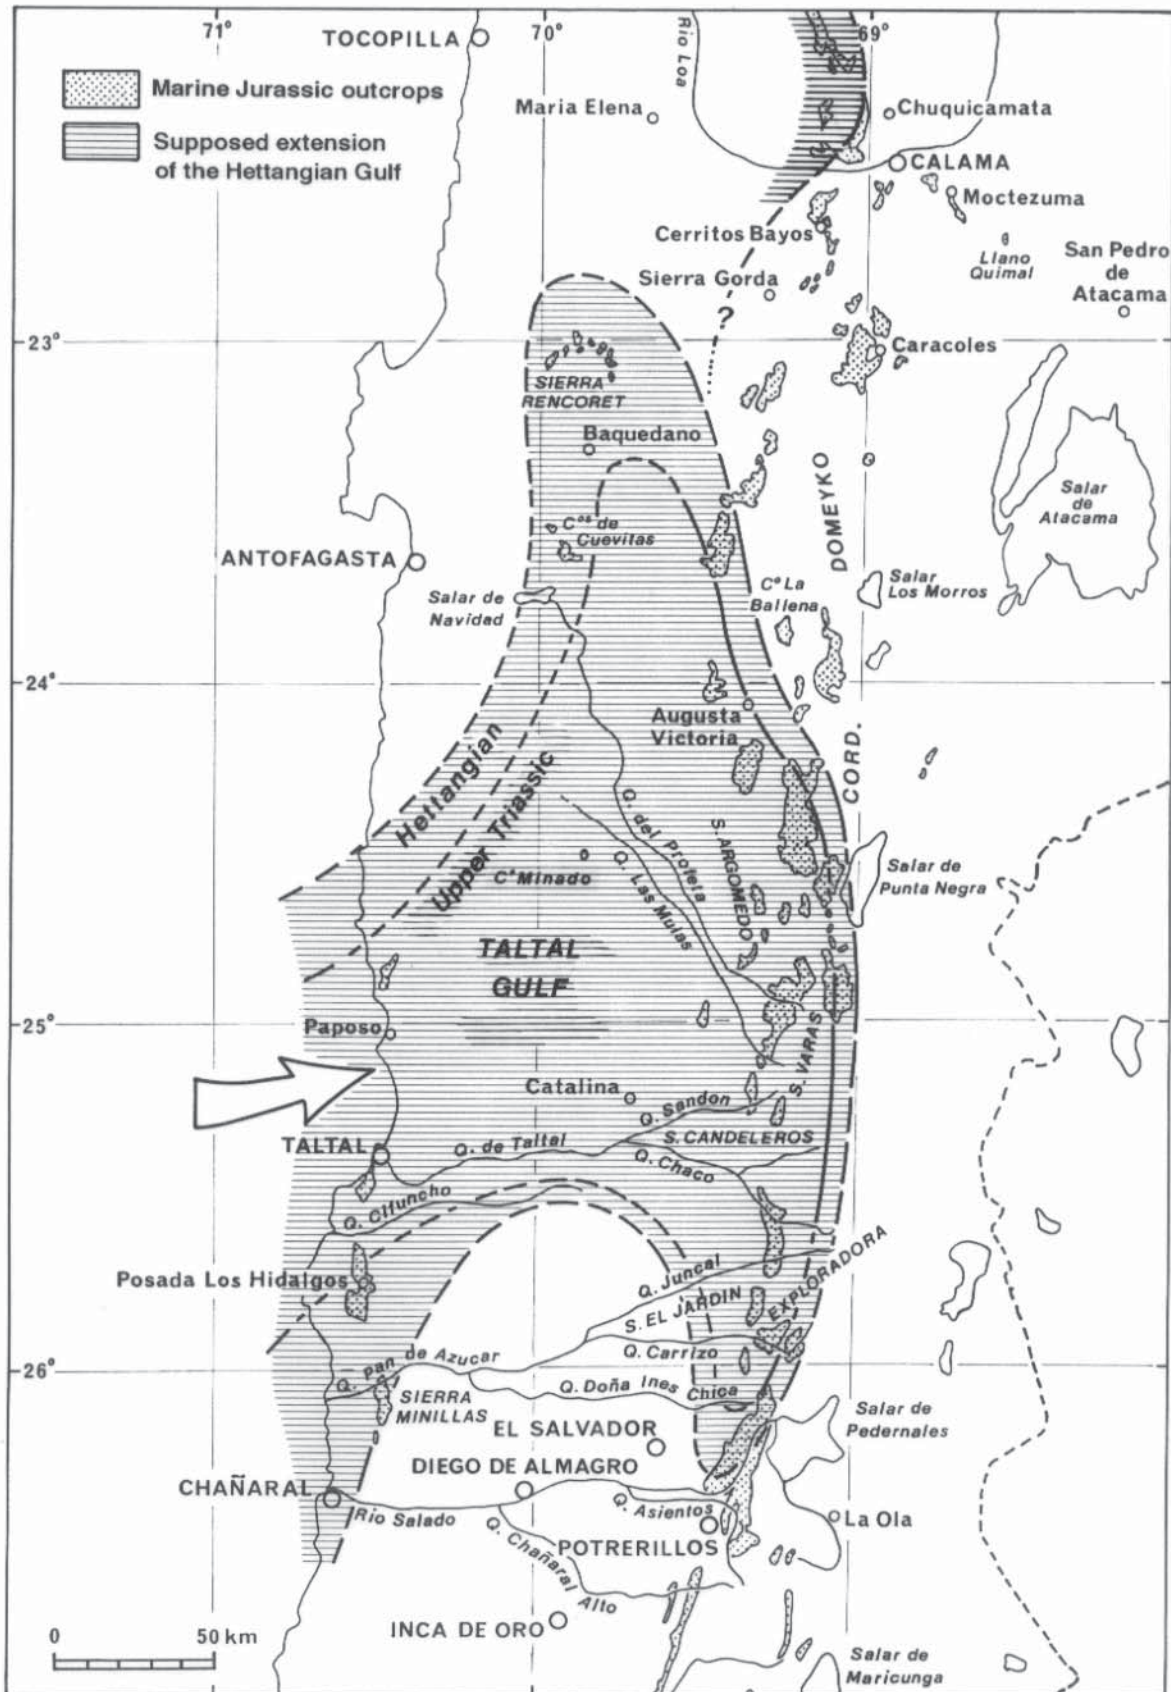 71°
70°
69°
TOCOPILLA
Rio Loa
Marine Jurassic outcrops
Maria Elena
Chuquicamata
Supposed extension
of the Hettangian Gulf
CALAMA
Moctezuma
Cerritos Bayos
Llano
Quimal
San Pedro
de
Atacama
Sierra Gorda
?
23°
Caracoles
SIERRA
RENCORET
Baquedano
DOMEYKO
Salar
de
Atacama
Cos de
Cuevitas
ANTOFAGASTA
Salar de
Navidad
Co La
Ballena
Salar
Los Morros
24°
Augusta
Victoria
CORD.
Hettangian
Upper Triassic
Q. del Profeta
S. ARGOMEDO
Co Minado
Q. Las Mulas
Salar de
Punta Negra
TALTAL
GULF
25°
Paposo
S. VARAS
Catalina
Q. Sandon
TALTAL
Q. de Taltal
S. CANDELEROS
Q. Chaco
Q. Cifuncho
Posada Los Hidalgos
Q. Juncal
S. EL JARDIN
EXPLORADORA
26°
Q. Pan de Azucar
Q. Carrizo
Q. Doña Ines Chica
SIERRA
MINILLAS
EL SALVADOR
Salar de
Pedernales
DIEGO DE ALMAGRO
CHAÑARAL
Rio Salado
Q. Asientos
La Ola
Q. Chañaral Alto
POTRERILLOS
INCA DE ORO
0 50 km
Salar de
Maricunga